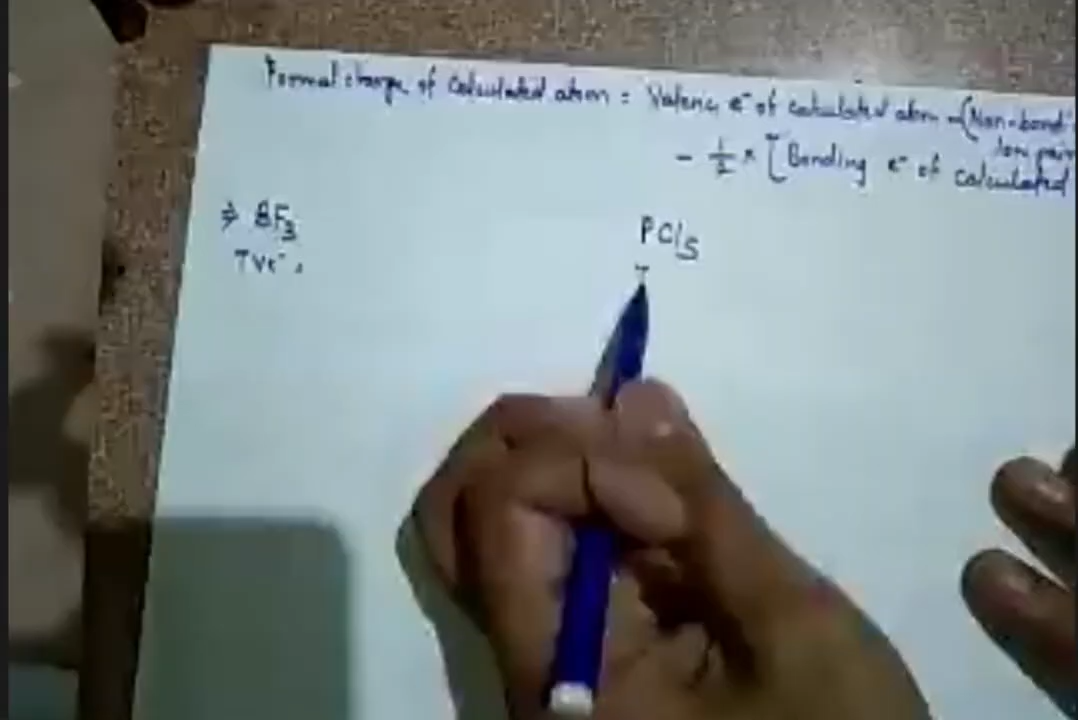 Formal charge of calculated atom = Valence e⁻ of calculated atom - (Non-bond
lone pair
- 1/2 × [Bonding e⁻ of calculated
⇒ BF₃
TVe⁻ =
PCl₅
T